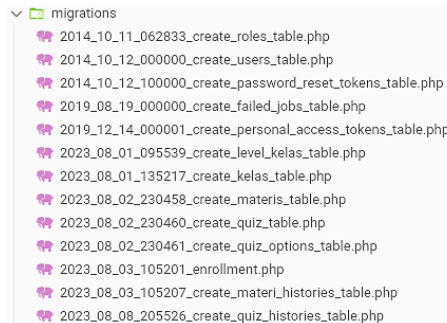 migrations
2014_10_11_062833_create_roles_table.php
2014_10_12_000000_create_users_table.php
2014_10_12_100000_create_password_reset_tokens_table.php
2019_08_19_000000_create_failed_jobs_table.php
2019_12_14_000001_create_personal_access_tokens_table.php
2023_08_01_095539_create_level_kelas_table.php
2023_08_01_135217_create_kelas_table.php
2023_08_02_230458_create_materis_table.php
2023_08_02_230460_create_quiz_table.php
2023_08_02_230461_create_quiz_options_table.php
2023_08_03_105201_enrollment.php
2023_08_03_105207_create_materi_histories_table.php
2023_08_08_205526_create_quiz_histories_table.php